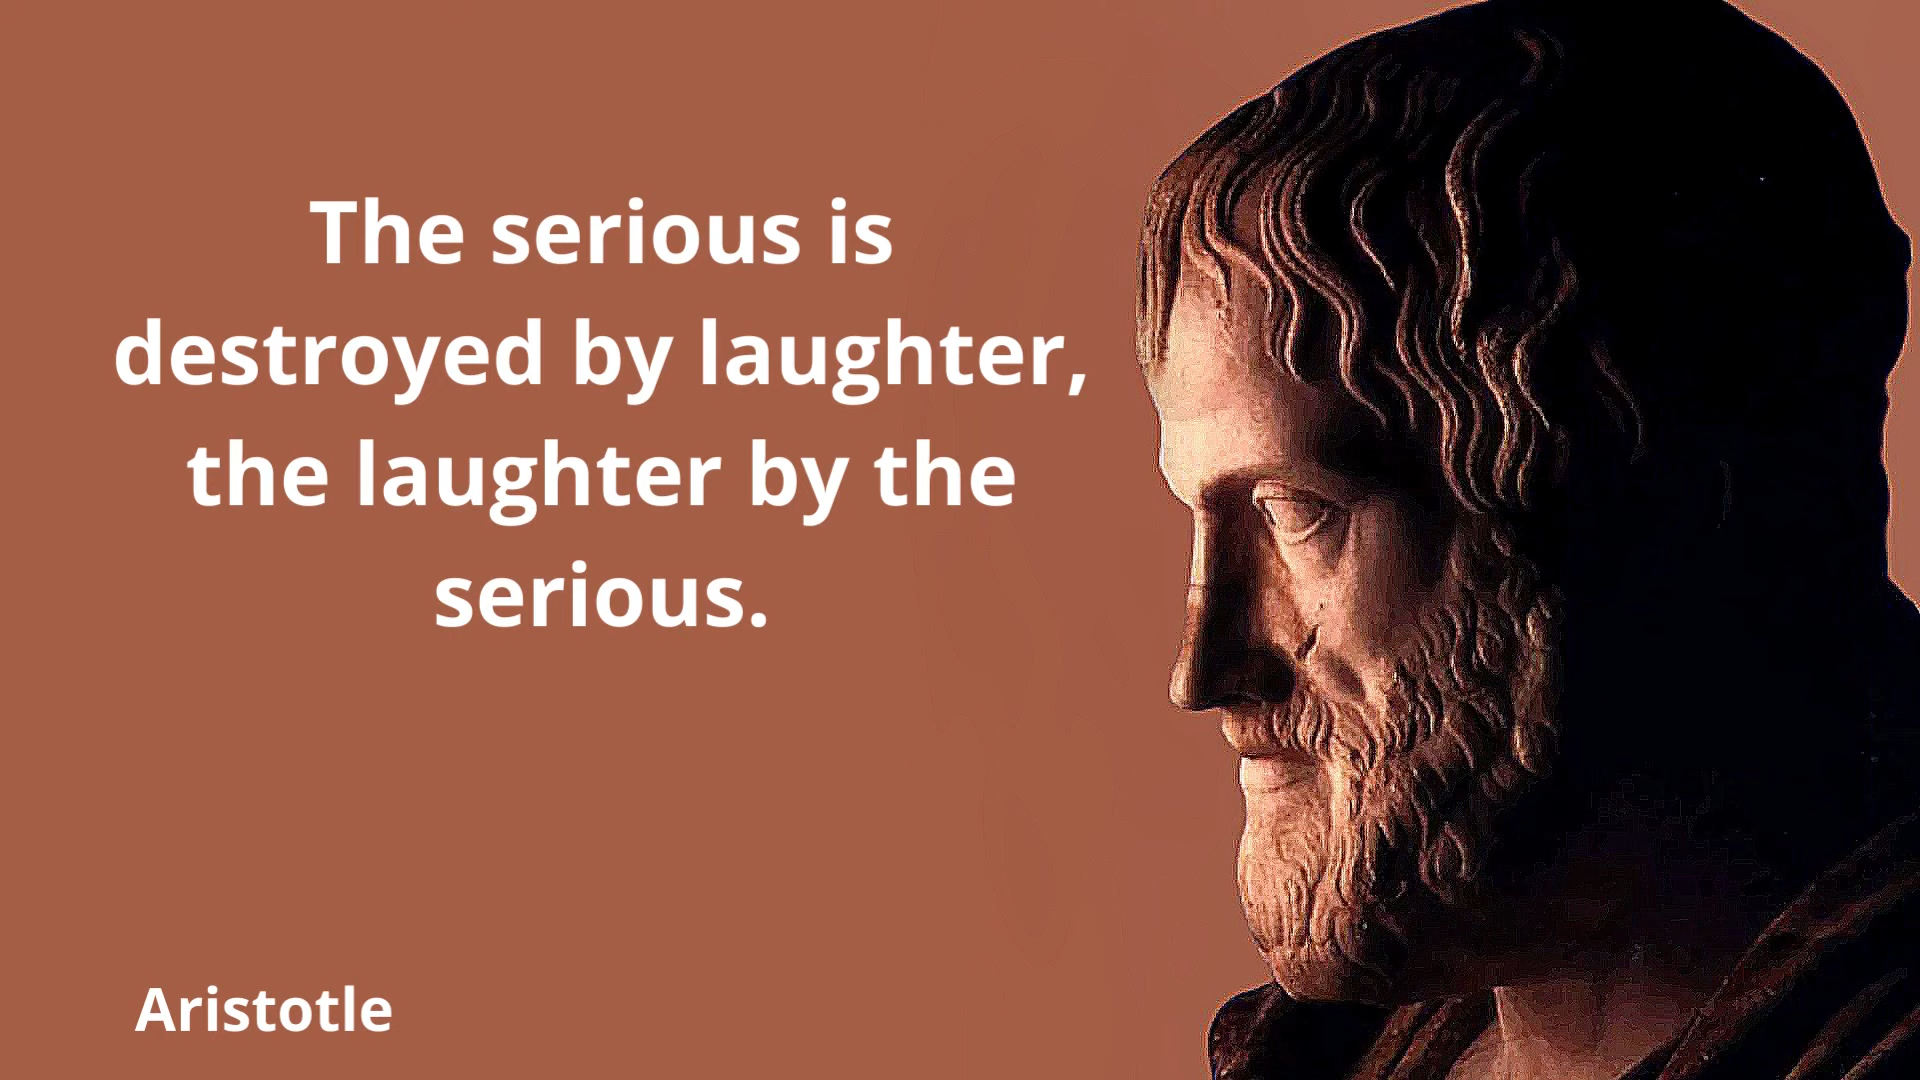 The serious is
destroyed by laughter,
the laughter by the
serious.
Aristotle